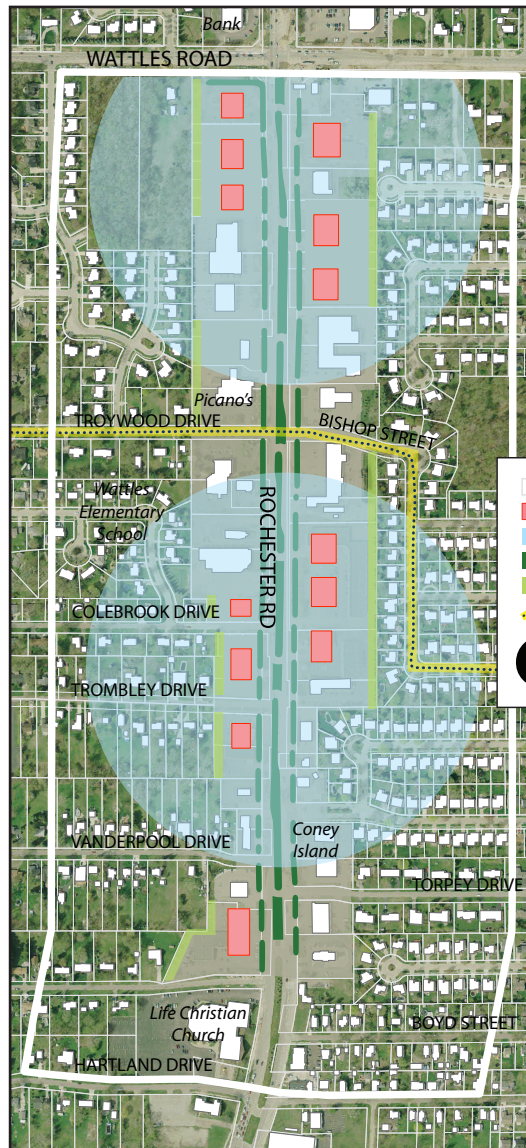 Bank
WATTLES ROAD
Picano's
TROYWOOD DRIVE
BISHOP STREET
Wattles
Elementary
School
ROCHESTER RD
COLEBROOK DRIVE
TROMBLEY DRIVE
VANDERPOOL DRIVE
Coney
Island
TORPEY DRIVE
Life Christian
Church
BOYD STREET
HARTLAND DRIVE